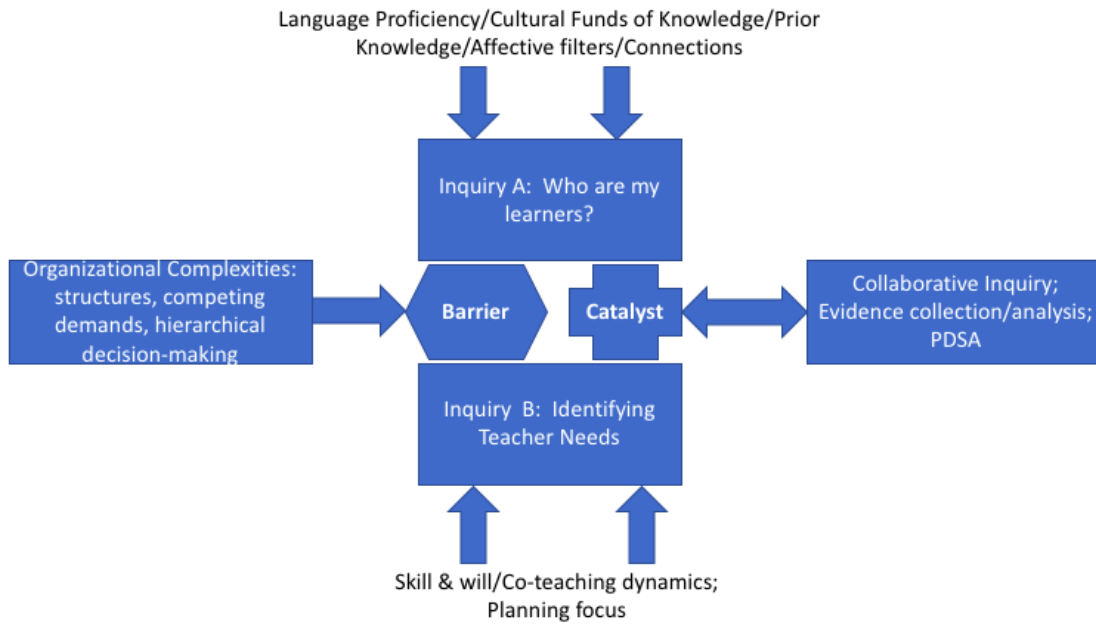 Language Proficiency/Cultural Funds of Knowledge/Prior
Knowledge/Affective filters/Connections
Inquiry A:  Who are my
learners?
Organizational Complexities:
structures, competing
demands, hierarchical
decision-making
Barrier
Catalyst
Collaborative Inquiry;
Evidence collection/analysis;
PDSA
Inquiry  B:  Identifying
Teacher Needs
Skill & will/Co-teaching dynamics;
Planning focus